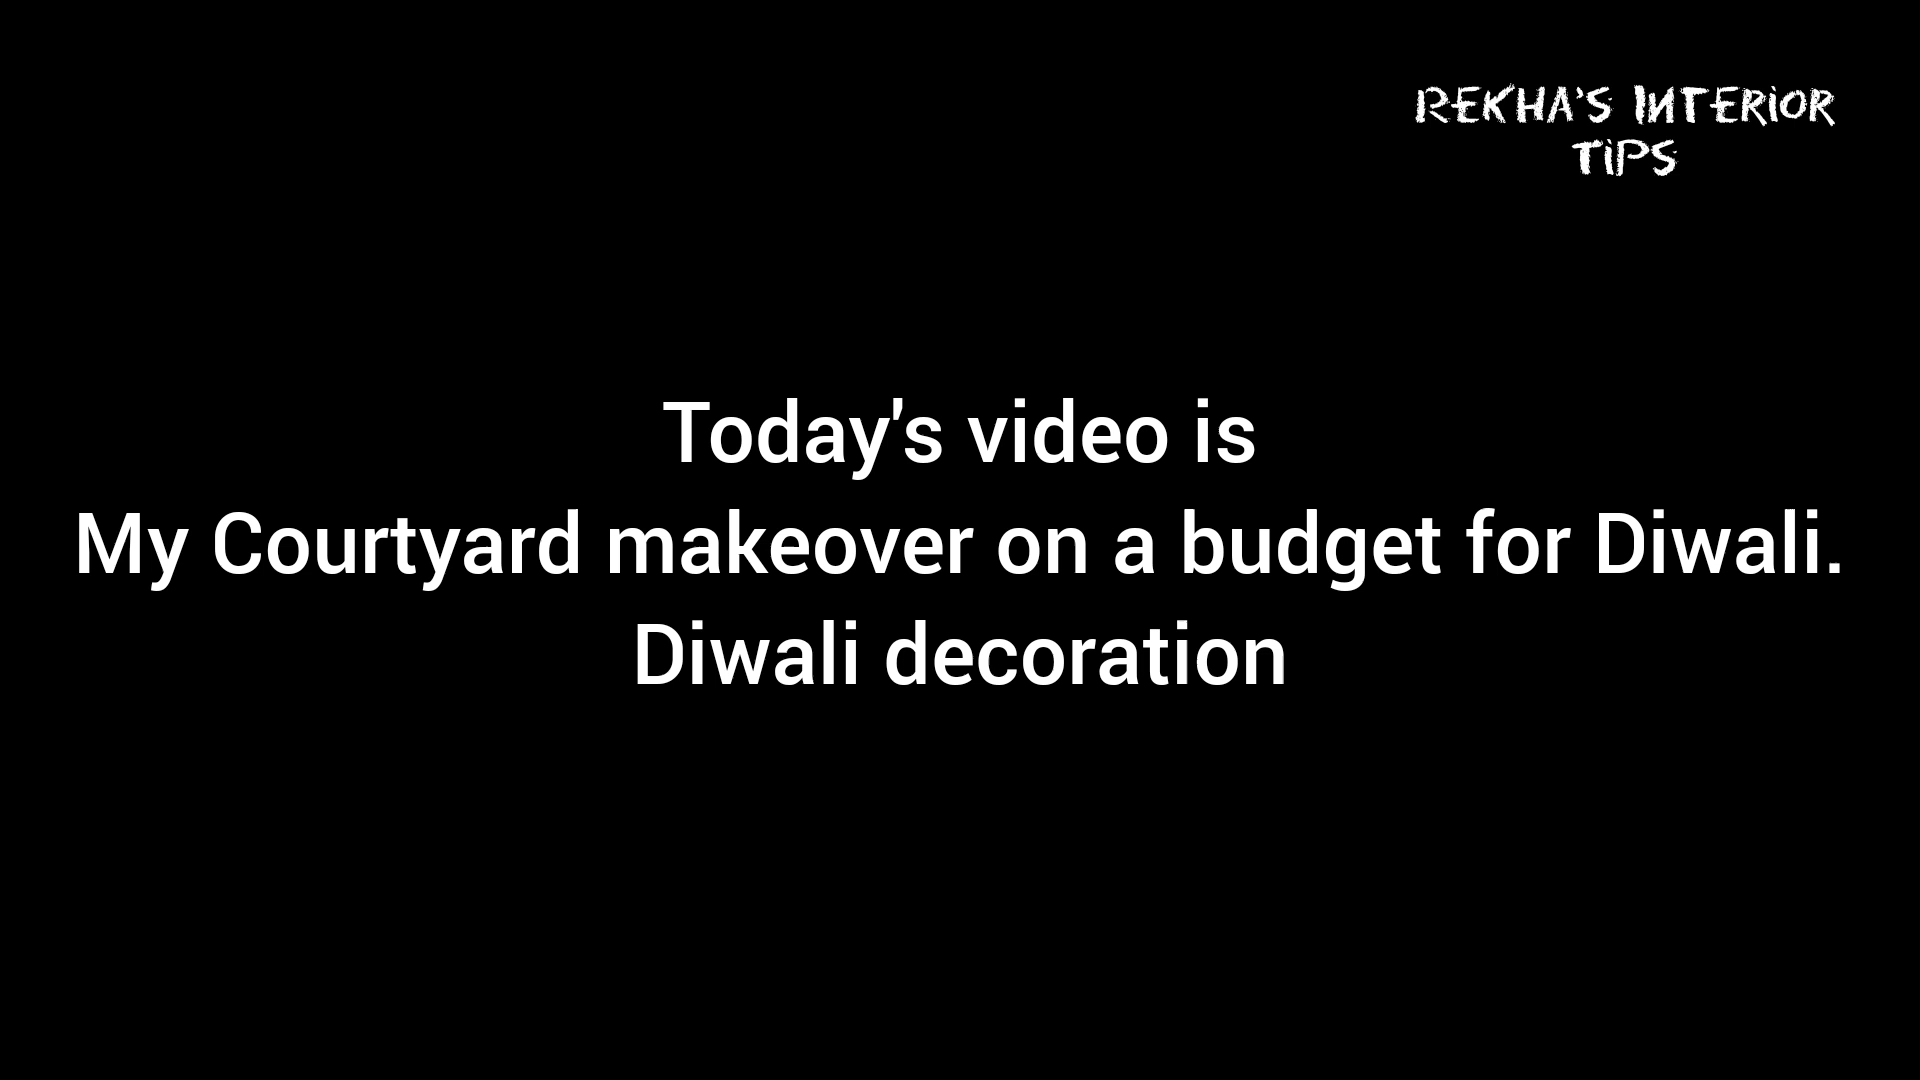 REKHA'S INTERIOR
TIPS
Today's video is
My Courtyard makeover on a budget for Diwali.
Diwali decoration